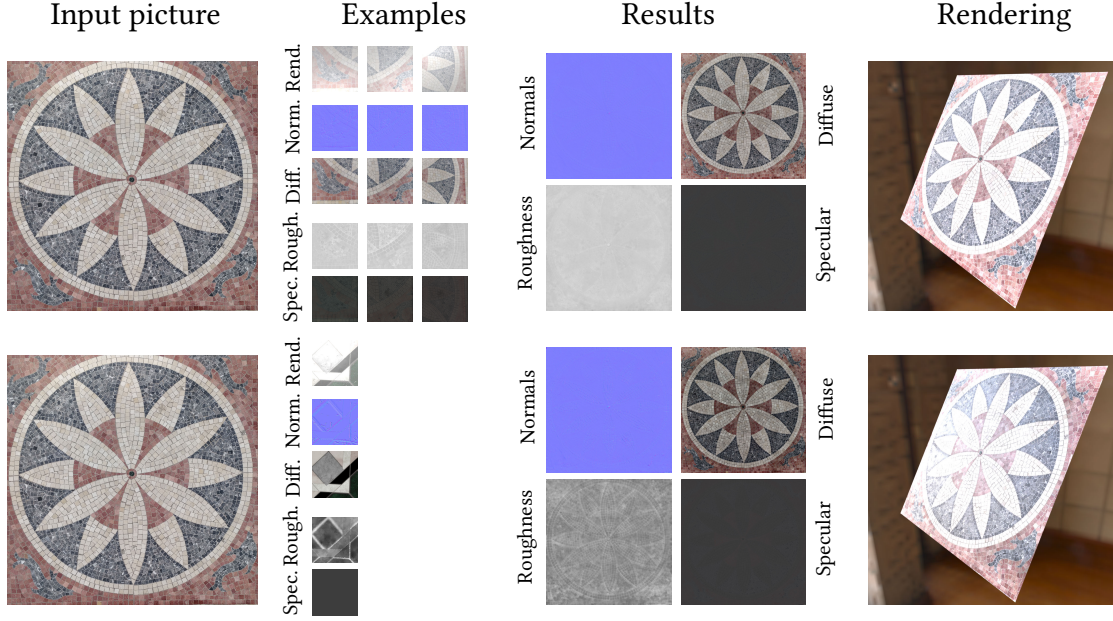 Input picture
Examples
Results
Rendering
Rend.
Norm.
Diff.
Rough.
Spec.
Normals
Diffuse
Roughness
Specular
Rend.
Norm.
Diff.
Rough.
Spec.
Normals
Diffuse
Roughness
Specular